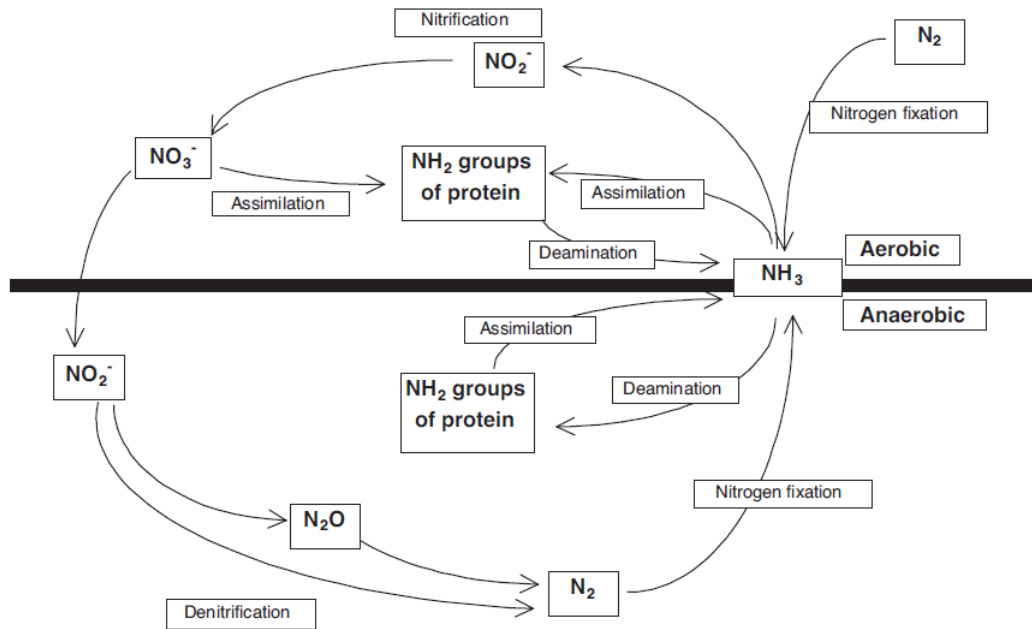 Nitrification
N₂
NO₂⁻
Nitrogen fixation
NO₃⁻
NH₂ groups
of protein
Assimilation
Assimilation
Deamination
Aerobic
NH₃
Anaerobic
Assimilation
NO₂⁻
NH₂ groups
of protein
Deamination
Nitrogen fixation
N₂O
N₂
Denitrification